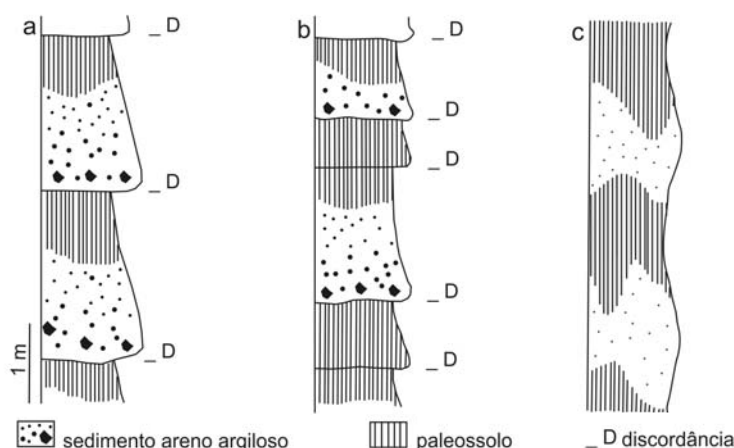 a
_ D
_ D
_ D
1 m
b
_ D
_ D
_ D
_ D
_ D
c
sedimento areno argiloso
paleossolo
_ D discordância